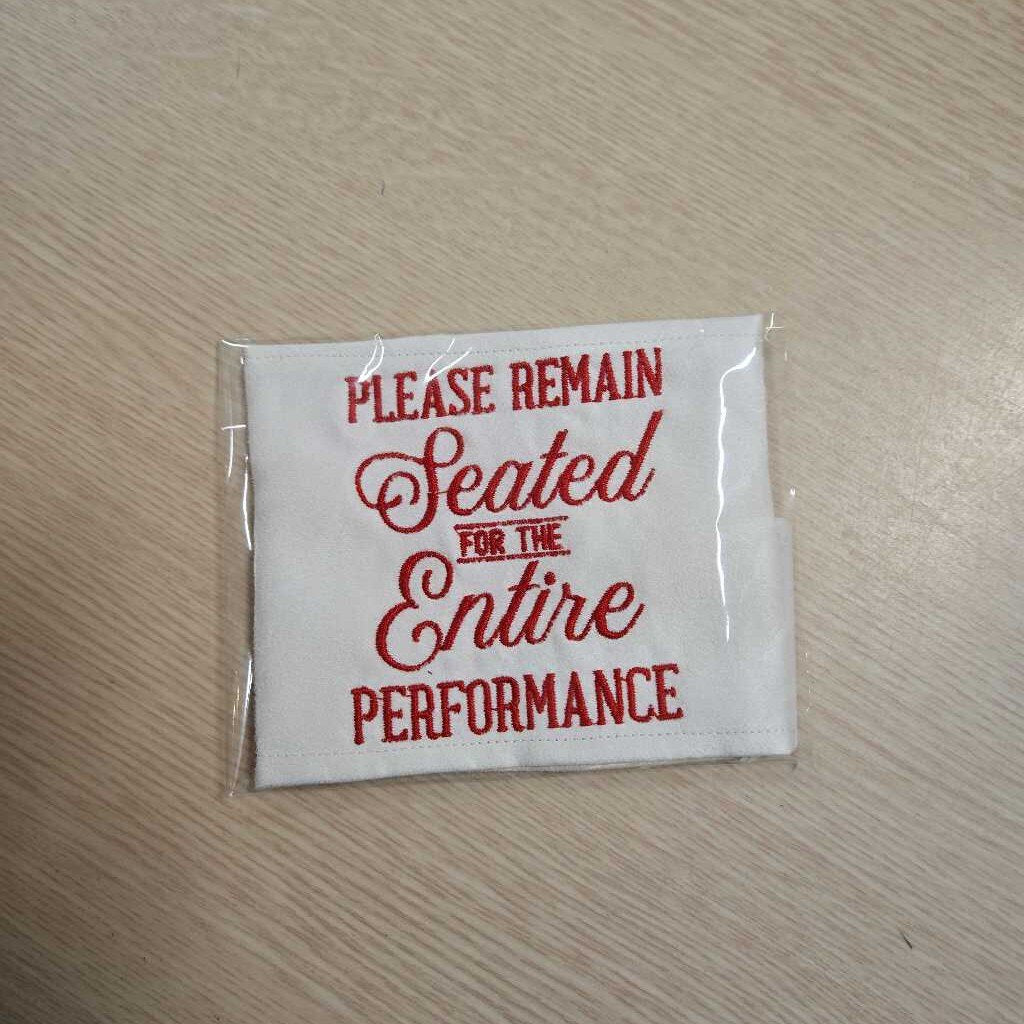 PLEASE REMAIN
Seated
FOR THE
Entire
PERFORMANCE